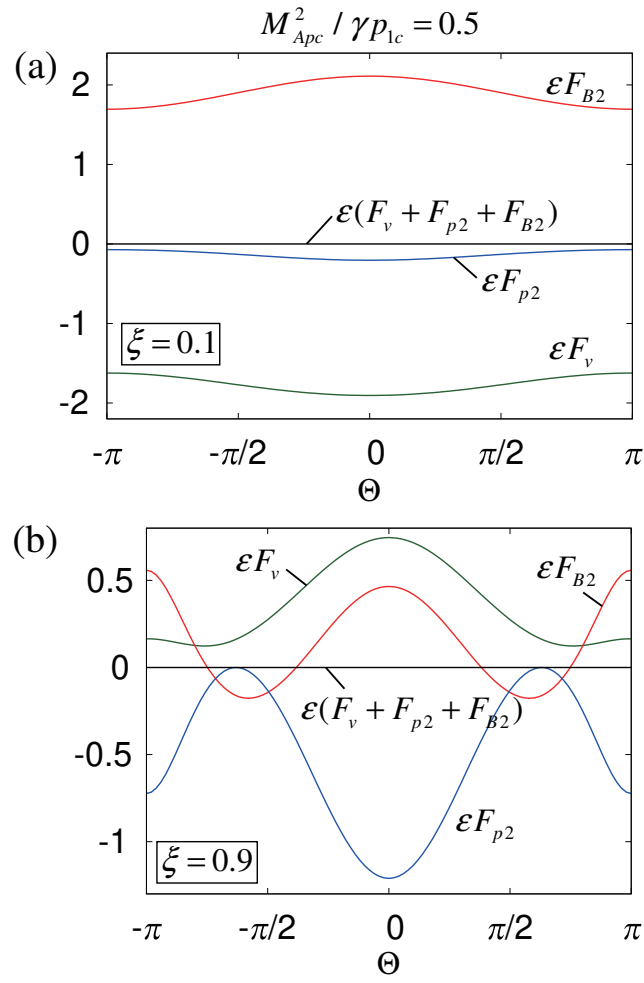 M²_Apc / γp_1c = 0.5
(a)
2
εF_B2
1
ε(F_v + F_p2 + F_B2)
0
εF_p2
-1
ξ = 0.1
εF_v
-2
-π -π/2 0 π/2 π
Θ
(b)
εF_v
εF_B2
0.5
0
ε(F_v + F_p2 + F_B2)
-0.5
εF_p2
-1
ξ = 0.9
-π -π/2 0 π/2 π
Θ